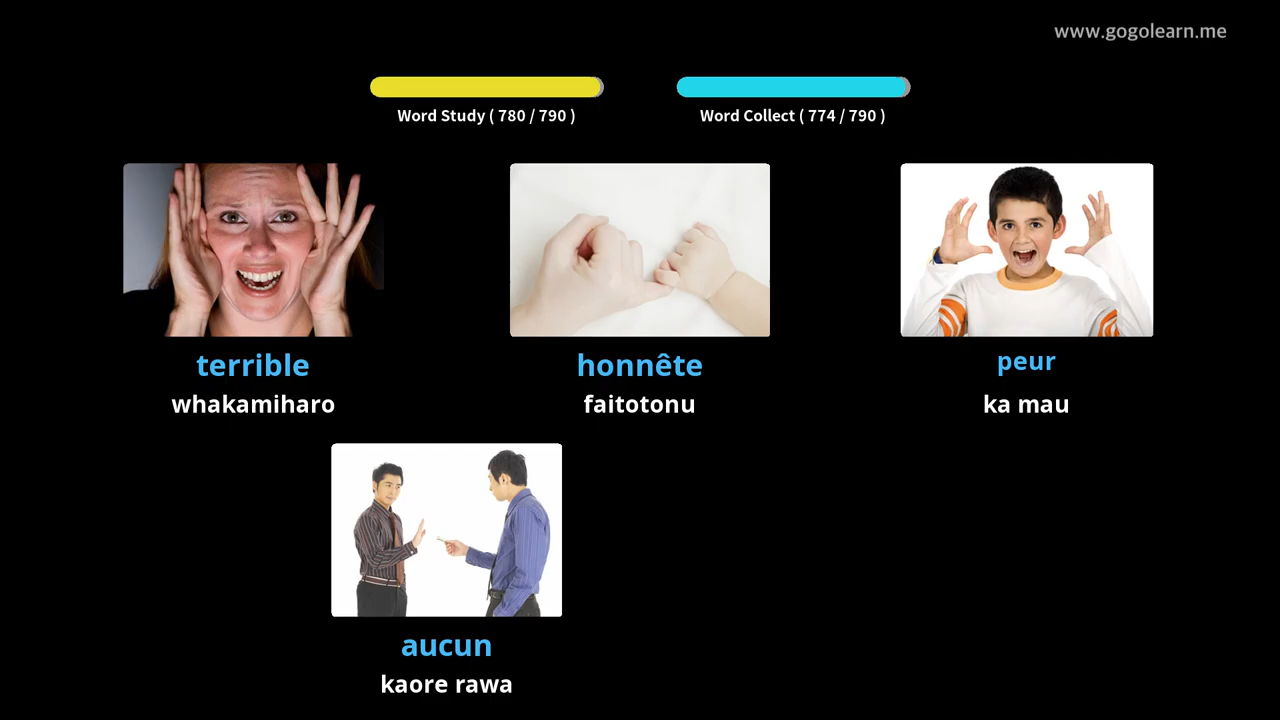 www.gogolearn.me
Word Study ( 780 / 790 )
Word Collect ( 774 / 790 )
terrible
whakamiharo
honnête
faitotonu
peur
ka mau
aucun
kaore rawa